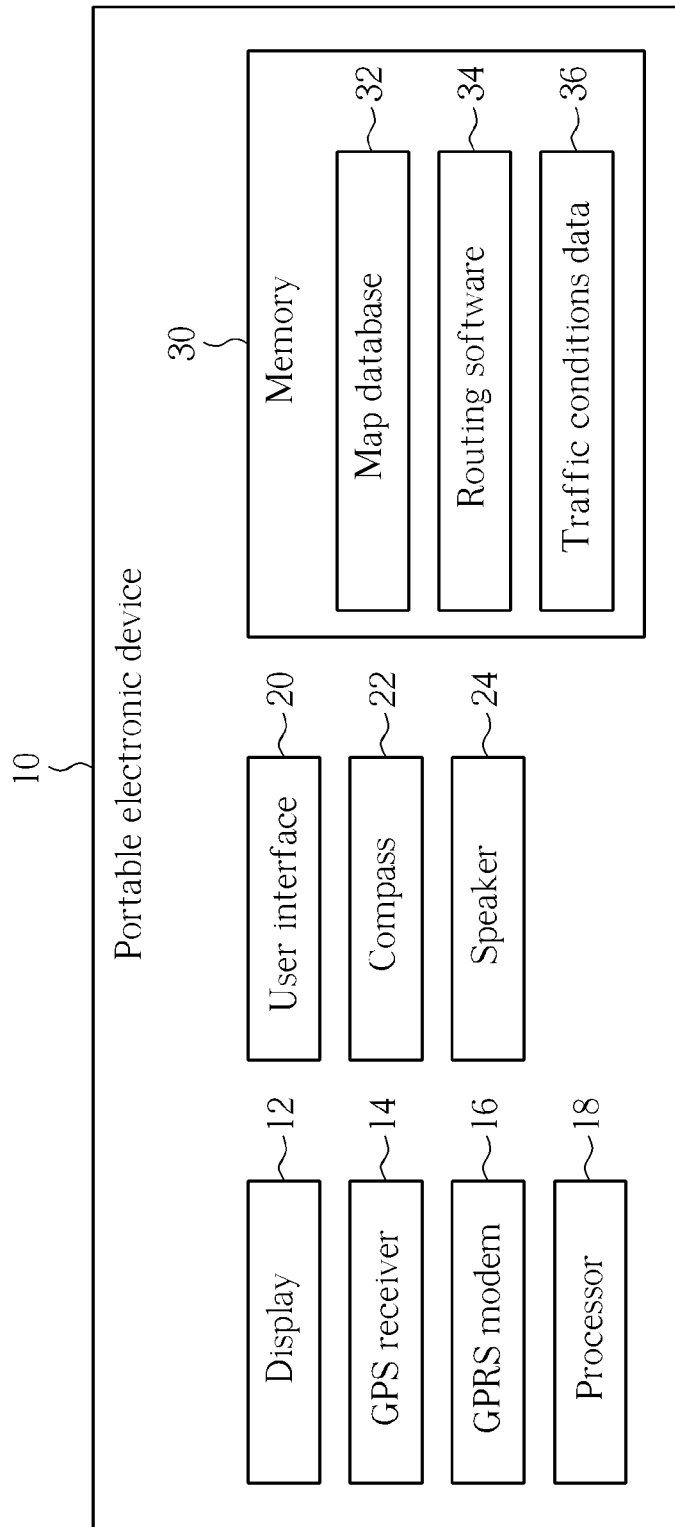 10
Portable electronic device
Display
12
GPS receiver
14
GPRS modem
16
Processor
18
User interface
20
Compass
22
Speaker
24
30
Memory
Map database
32
Routing software
34
Traffic conditions data
36